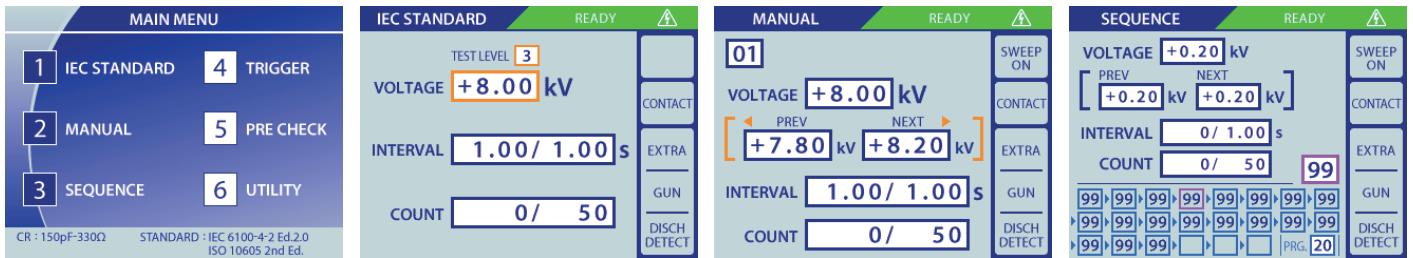 MAIN MENU
1 IEC STANDARD 4 TRIGGER
2 MANUAL 5 PRE CHECK
3 SEQUENCE 6 UTILITY
CR : 150pF-330Ω STANDARD : IEC 6100-4-2 Ed.2.0
ISO 10605 2nd Ed.
IEC STANDARD READY
TEST LEVEL 3
VOLTAGE +8.00 kV
INTERVAL 1.00/ 1.00 s
COUNT 0/ 50
CONTACT
EXTRA
GUN
DISCH
DETECT
MANUAL READY
01
VOLTAGE +8.00 kV
PREV NEXT
+7.80 kV +8.20 kV
INTERVAL 1.00/ 1.00 s
COUNT 0/ 50
SWEEP
ON
CONTACT
EXTRA
GUN
DISCH
DETECT
SEQUENCE READY
VOLTAGE +0.20 kV
PREV NEXT
+0.20 kV +0.20 kV
INTERVAL 0/ 1.00 s
COUNT 0/ 50
99
99 99 99 99 99 99 99 99
99 99 99 99 99 99 99 99
99 99 99 PRG. 20
SWEEP
ON
CONTACT
EXTRA
GUN
DISCH
DETECT